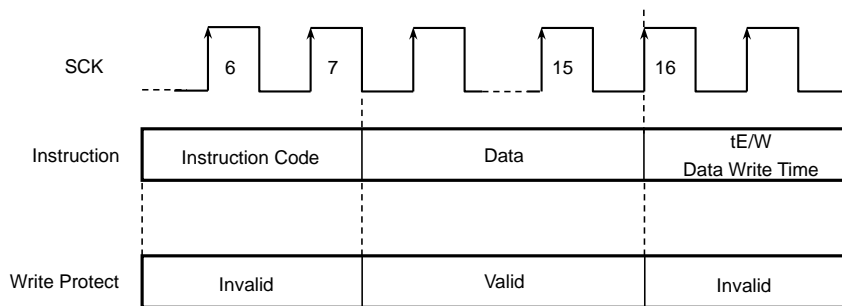 SCK
6
7
15
16
Instruction
Instruction Code
Data
tE/W
Data Write Time
Write Protect
Invalid
Valid
Invalid